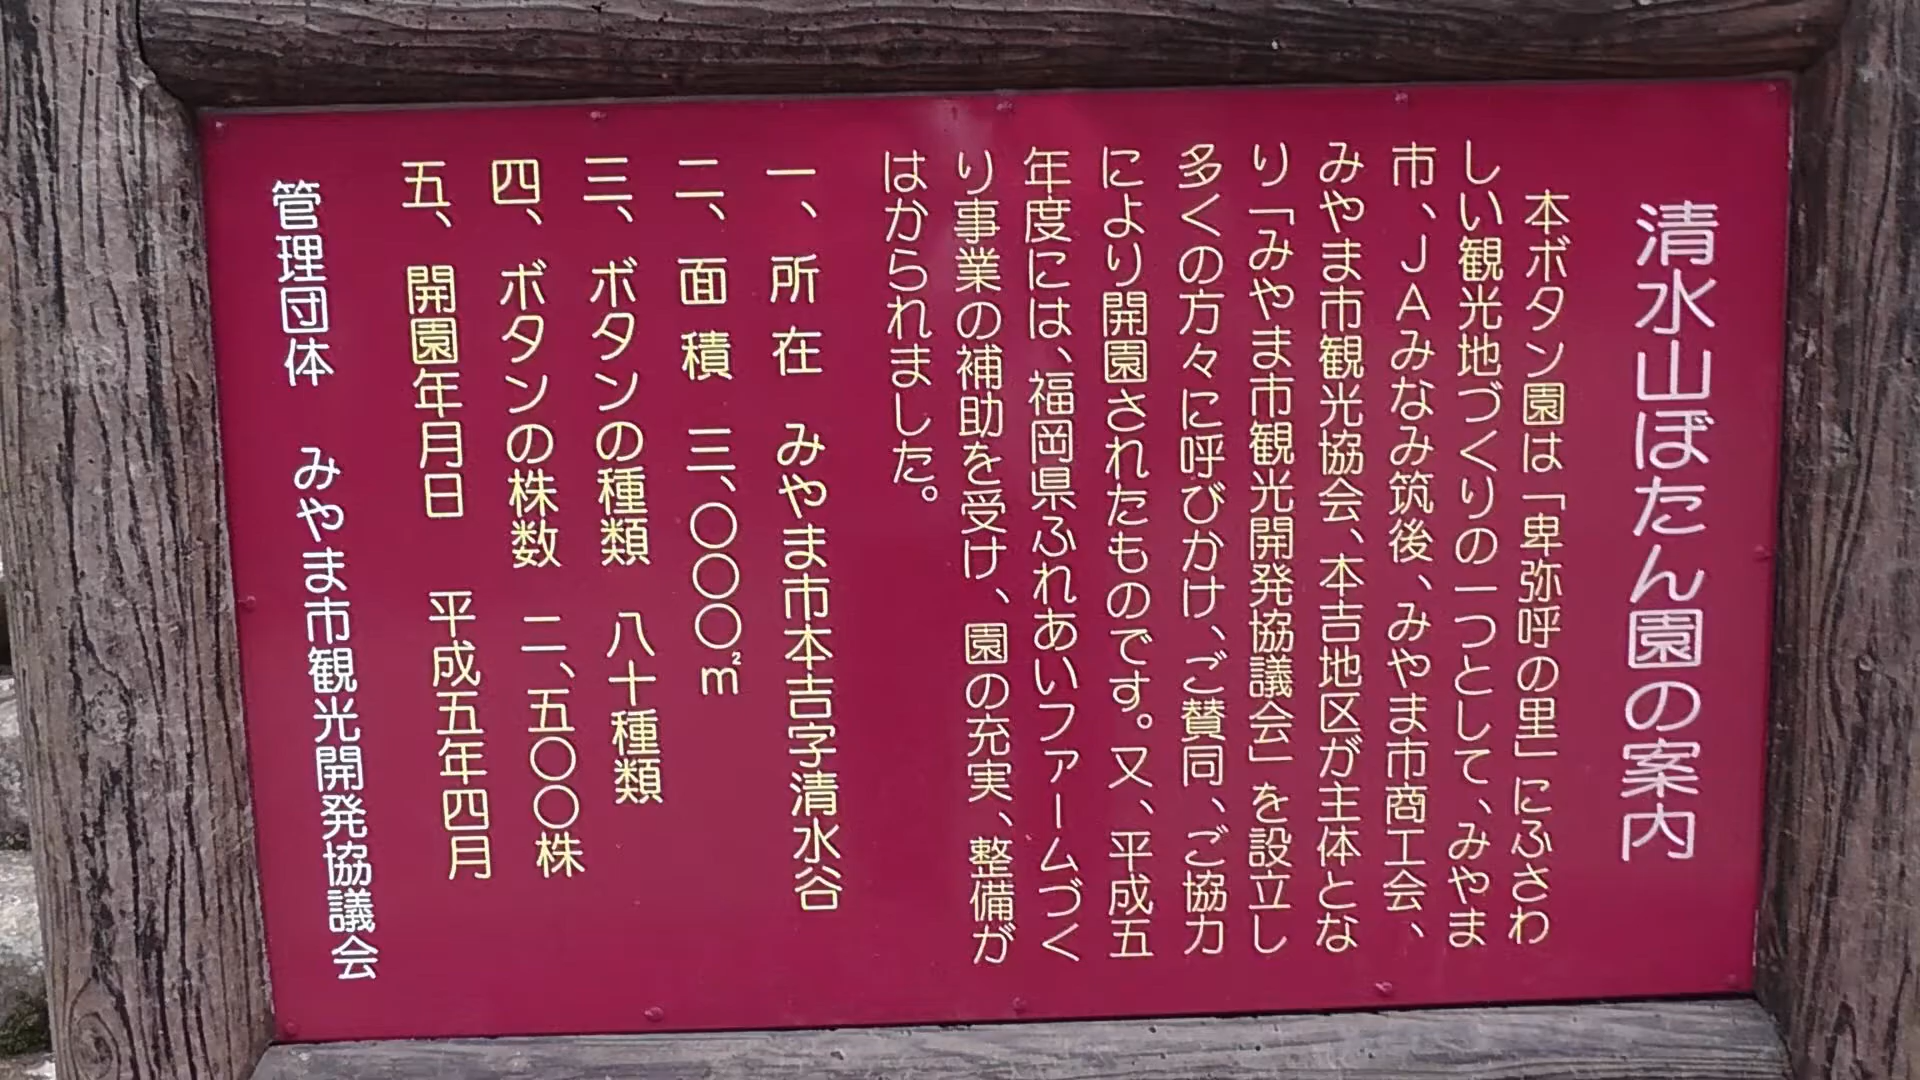 清水山ぼたん園の案内
本ボタン園は「卑弥呼の里」にふさわ
しい観光地づくりの一つとして、みやま
市、JAみなみ筑後、みやま市商工会、
みやま市観光協会、本吉地区が主体とな
り「みやま市観光開発協議会」を設立し
多くの方々に呼びかけ、ご賛同、ご協力
により開園されたものです。又、平成五
年度には、福岡県ふれあいファームづく
り事業の補助を受け、園の充実、整備が
はかられました。
一、所在 みやま市本吉字清水谷
二、面積 三、〇〇〇㎡
三、ボタンの種類 八十種類
四、ボタンの株数 二、五〇〇株
五、開園年月日 平成五年四月
管理団体 みやま市観光開発協議会